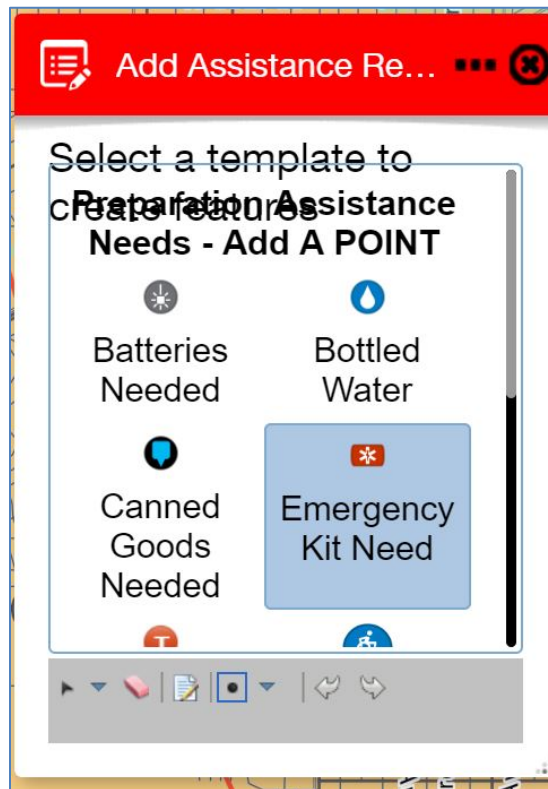 Add Assistance Re...
Select a template to
create features
Preparation Assistance
Needs - Add A POINT
Batteries
Needed
Bottled
Water
Canned
Goods
Needed
Emergency
Kit Need
T